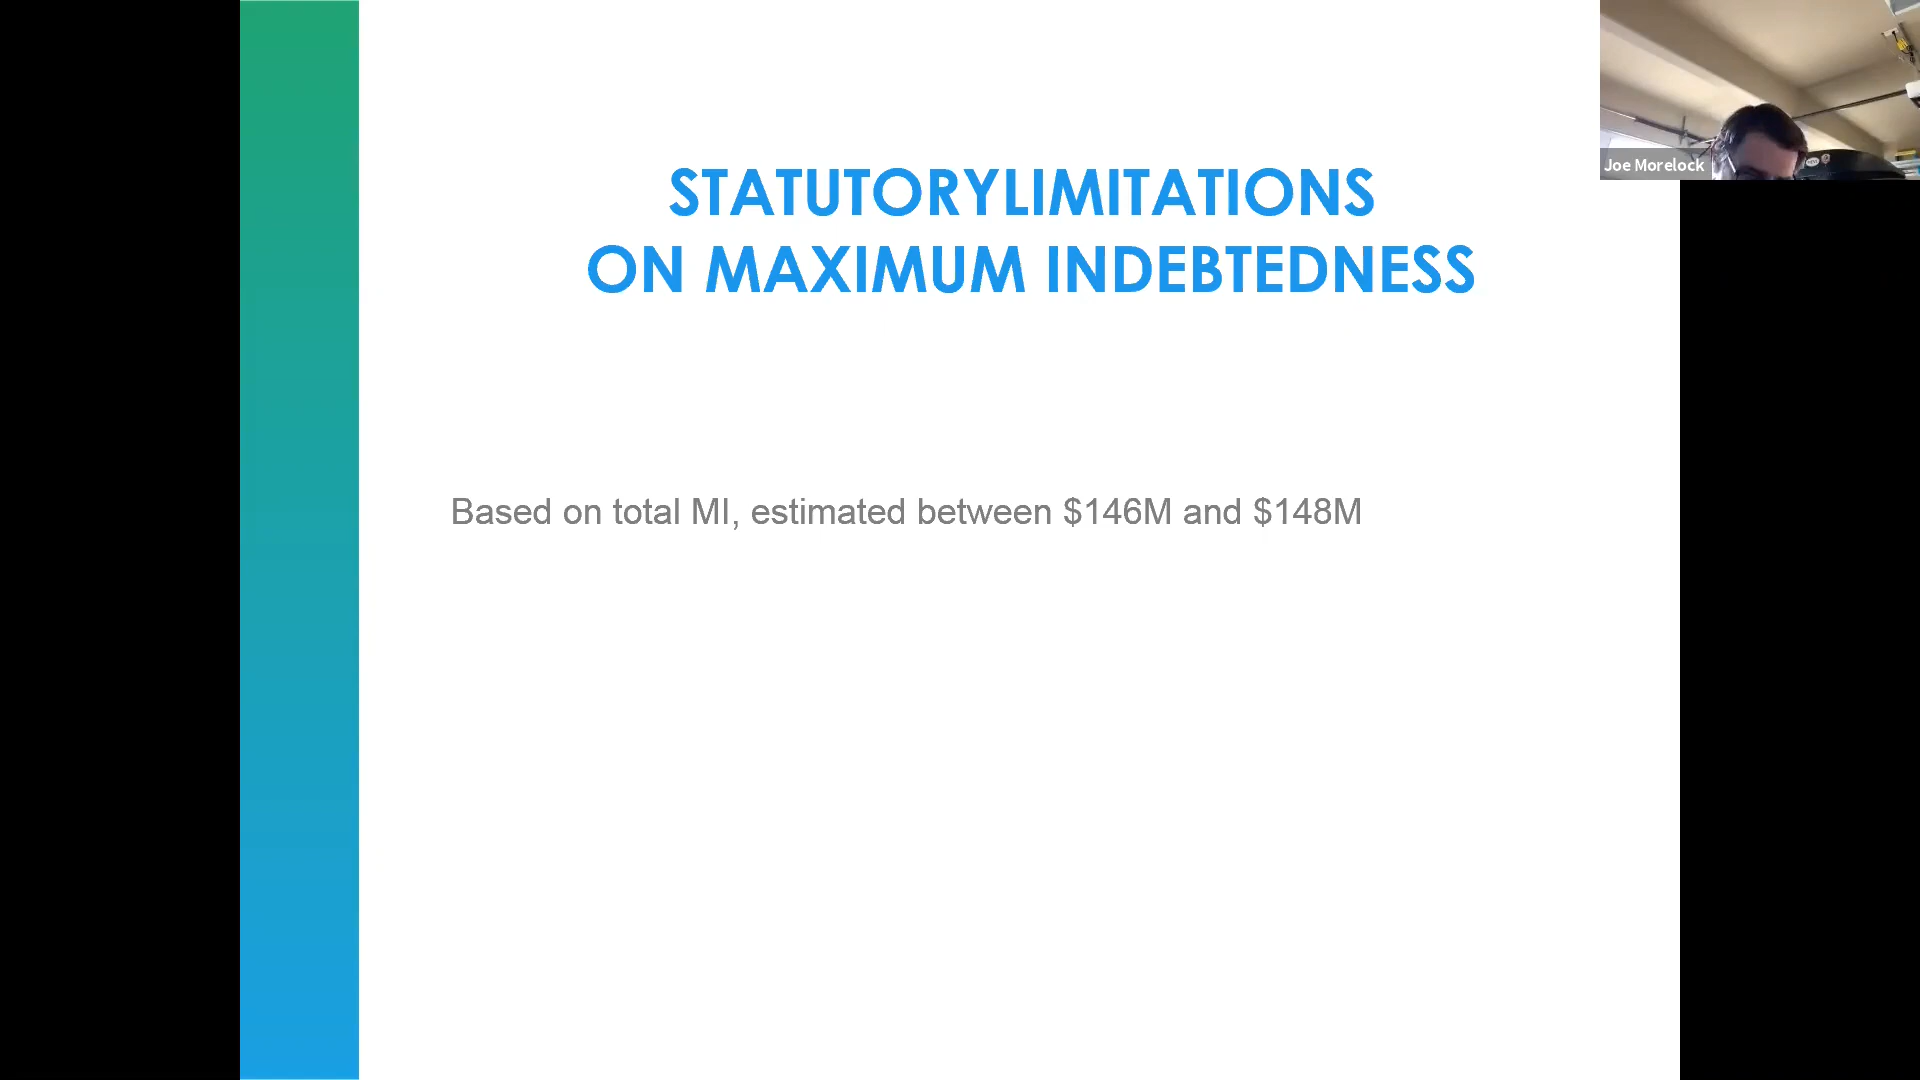 STATUTORYLIMITATIONS
ON MAXIMUM INDEBTEDNESS
Based on total MI, estimated between $146M and $148M
Joe Morelock